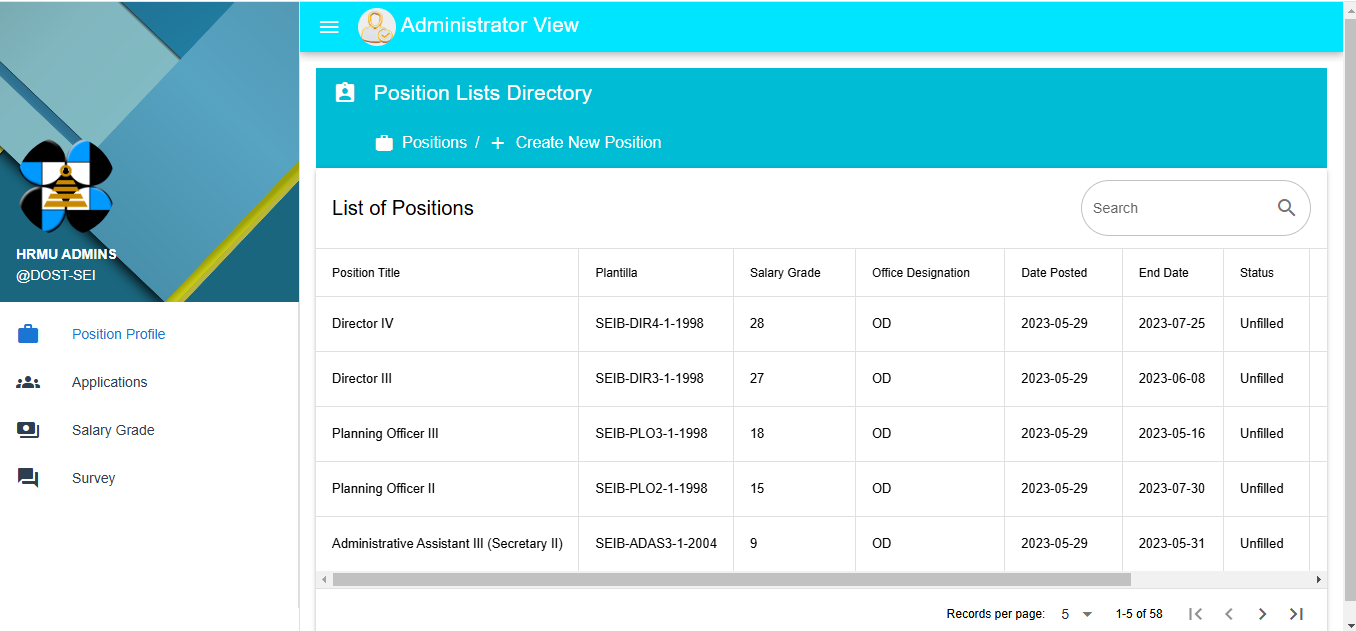 Administrator View
HRMU ADMINS
@DOST-SEI
Position Profile
Applications
Salary Grade
Survey
Position Lists Directory
Positions / + Create New Position
List of Positions
Search
Position Title Plantilla Salary Grade Office Designation Date Posted End Date Status
Director IV SEIB-DIR4-1-1998 28 OD 2023-05-29 2023-07-25 Unfilled
Director III SEIB-DIR3-1-1998 27 OD 2023-05-29 2023-06-08 Unfilled
Planning Officer III SEIB-PLO3-1-1998 18 OD 2023-05-29 2023-05-16 Unfilled
Planning Officer II SEIB-PLO2-1-1998 15 OD 2023-05-29 2023-07-30 Unfilled
Administrative Assistant III (Secretary II) SEIB-ADAS3-1-2004 9 OD 2023-05-29 2023-05-31 Unfilled
Records per page: 5 1-5 of 58